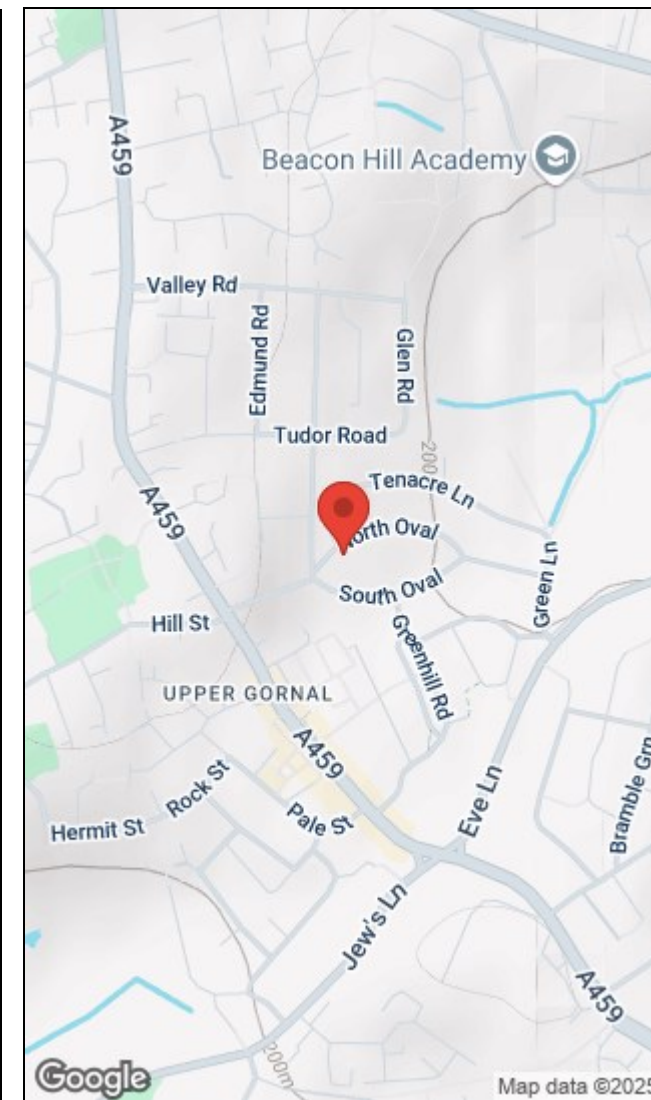 A459
Beacon Hill Academy
Valley Rd
Edmund Rd
Glen Rd
Tudor Road
200
Tenacre Ln
A459
orth Oval
South Oval
Green Ln
Hill St
Greenhill Rd
UPPER GORNAL
A459
Rock St
Eve Ln
Hermit St
Pale St
Bramble Grn
Jew's Ln
A459
200m
Google
Map data ©2025